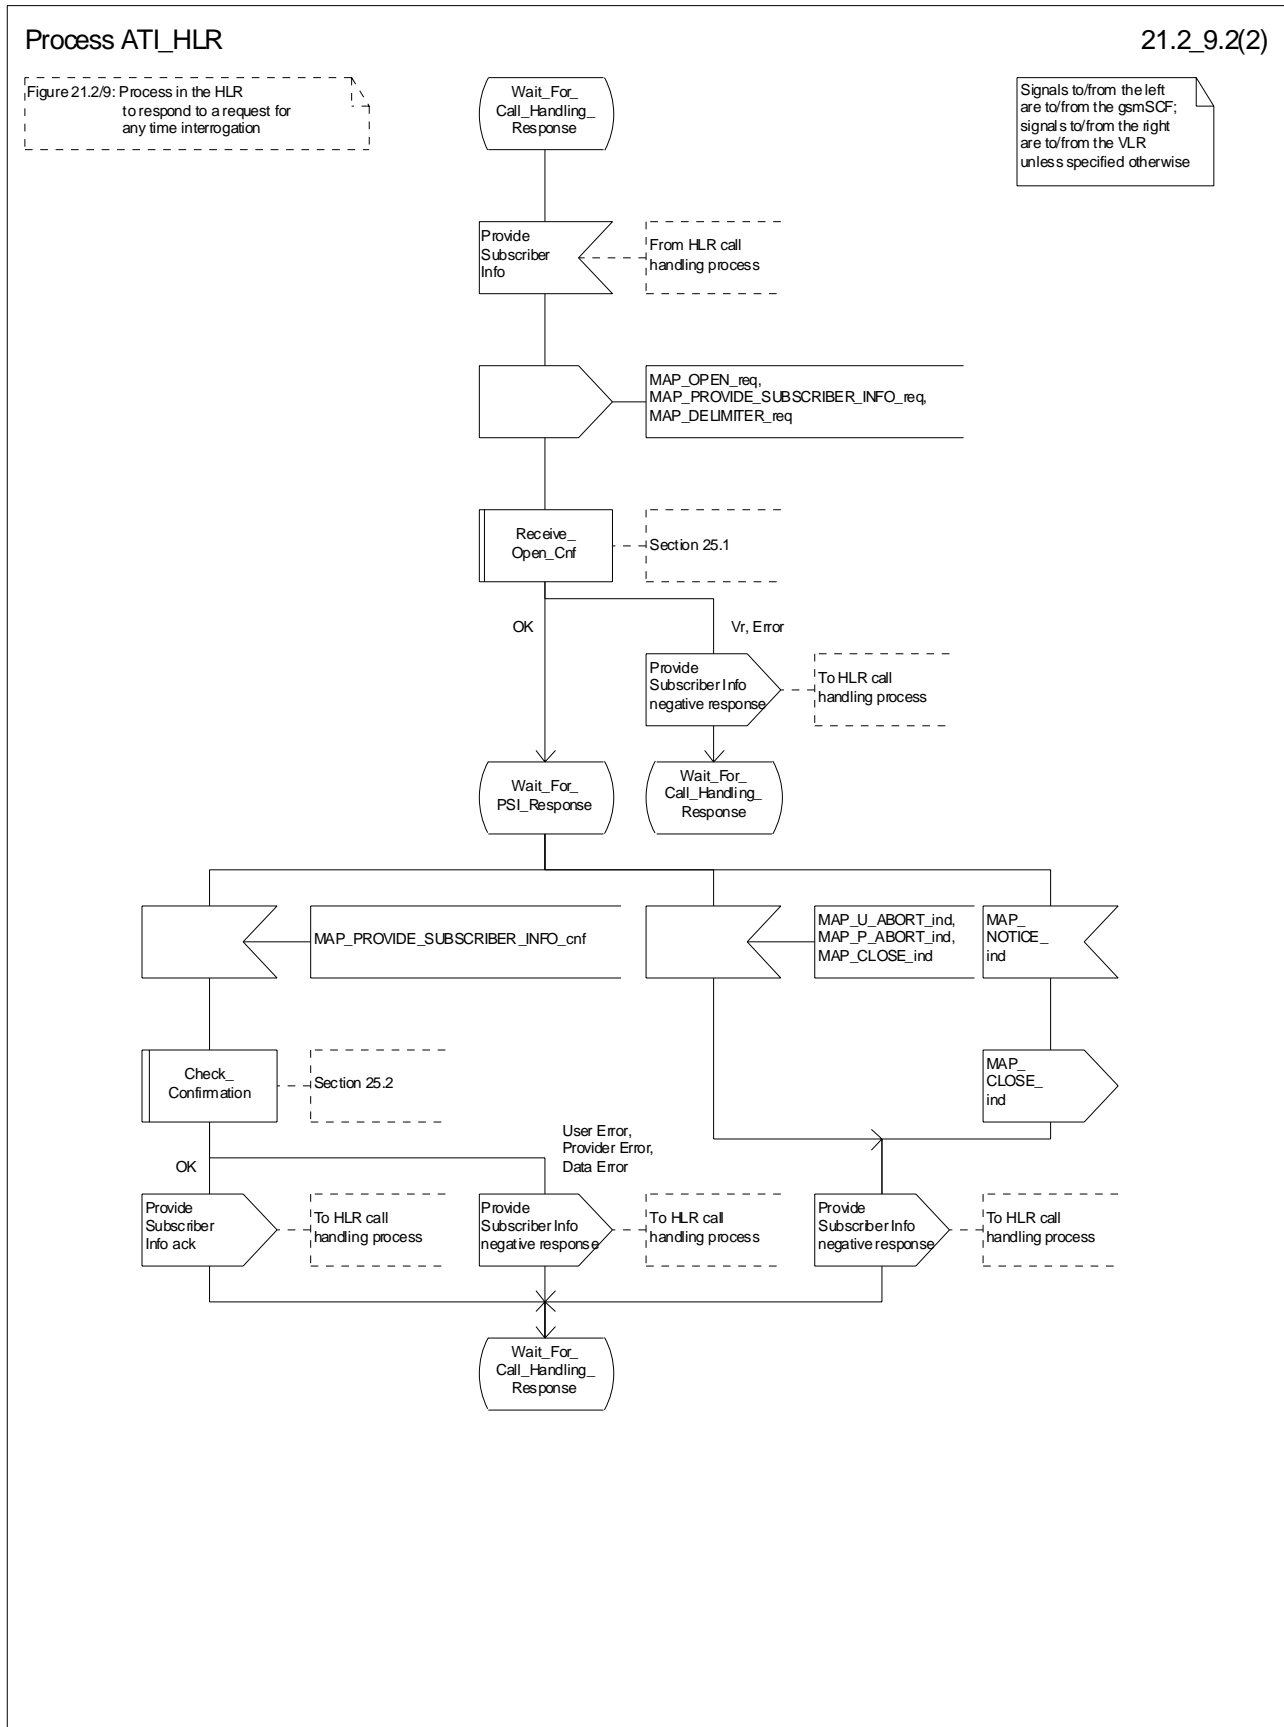 Process ATI_HLR
21.2_9.2(2)
Figure 21.2/9: Process in the HLR
to respond to a request for
any time interrogation
Wait_For_
Call_Handling_
Response
Signals to/from the left
are to/from the gsmSCF;
signals to/from the right
are to/from the VLR
unless specified otherwise
Provide
Subscriber
Info
From HLR call
handling process
MAP_OPEN_req,
MAP_PROVIDE_SUBSCRIBER_INFO_req,
MAP_DELIMITER_req
Receive_
Open_Cnf
Section 25.1
OK
Vr, Error
Provide
Subscriber Info
negative response
To HLR call
handling process
Wait_For_
PSI_Response
Wait_For_
Call_Handling_
Response
MAP_PROVIDE_SUBSCRIBER_INFO_cnf
MAP_U_ABORT_ind,
MAP_P_ABORT_ind,
MAP_CLOSE_ind
MAP_
NOTICE_
ind
Check_
Confirmation
Section 25.2
MAP_
CLOSE_
ind
OK
User Error,
Provider Error,
Data Error
Provide
Subscriber
Info ack
To HLR call
handling process
Provide
Subscriber Info
negative response
To HLR call
handling process
Provide
Subscriber Info
negative response
To HLR call
handling process
Wait_For_
Call_Handling_
Response